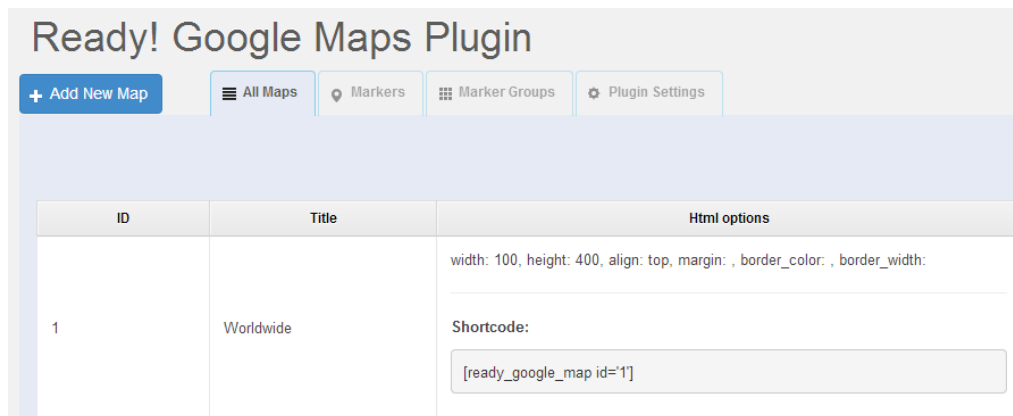 Ready! Google Maps Plugin
+ Add New Map All Maps Markers Marker Groups Plugin Settings
ID Title Html options
width: 100, height: 400, align: top, margin: , border_color: , border_width:
1 Worldwide Shortcode:
[ready_google_map id='1']